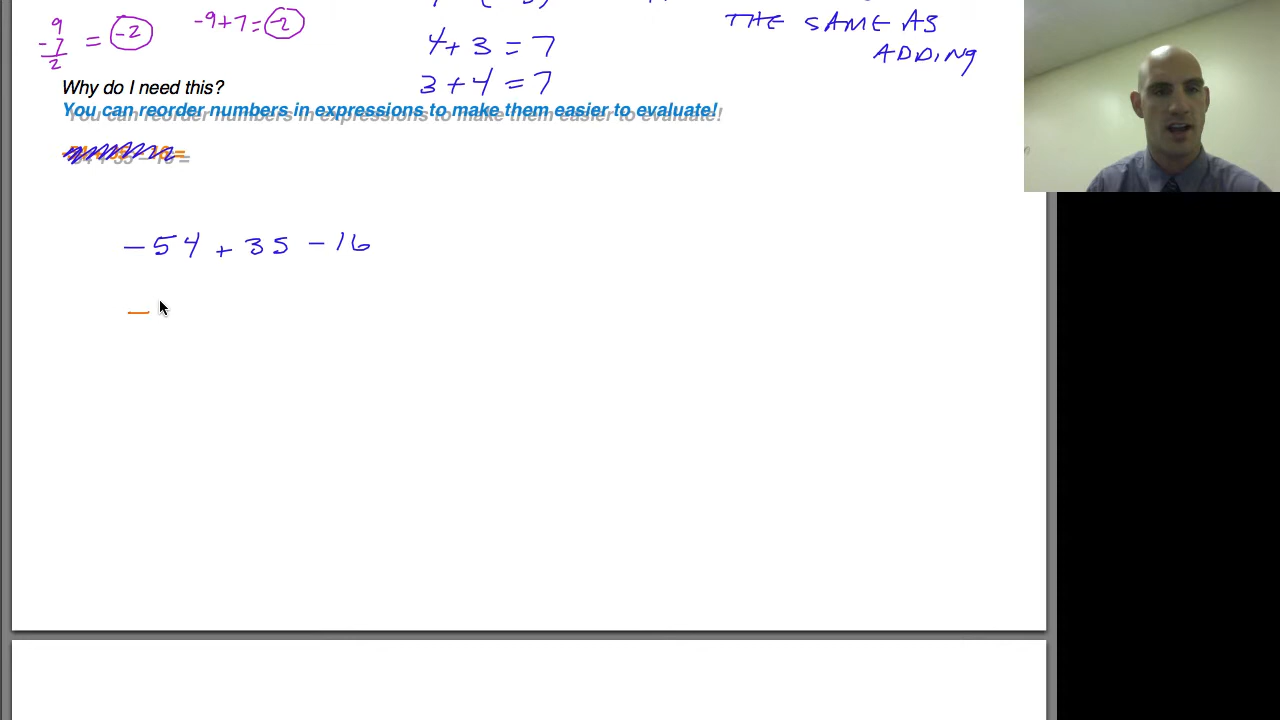 9
-7 = -2
2
-9+7=-2
4+3=7
3+4=7
THE SAME AS
ADDING
Why do I need this?
You can reorder numbers in expressions to make them easier to evaluate!
-54+35-16
−